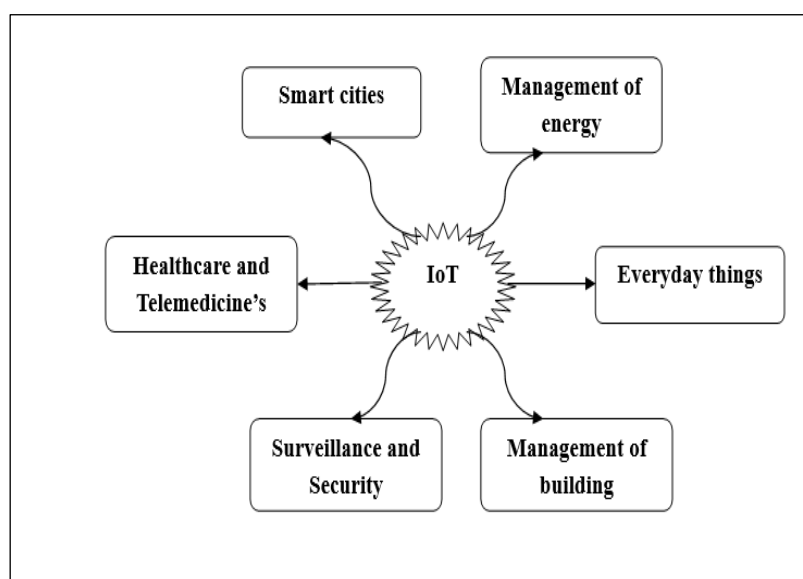 Smart cities
Management of
energy
Healthcare and
Telemedicine's
IoT
Everyday things
Surveillance and
Security
Management of
building